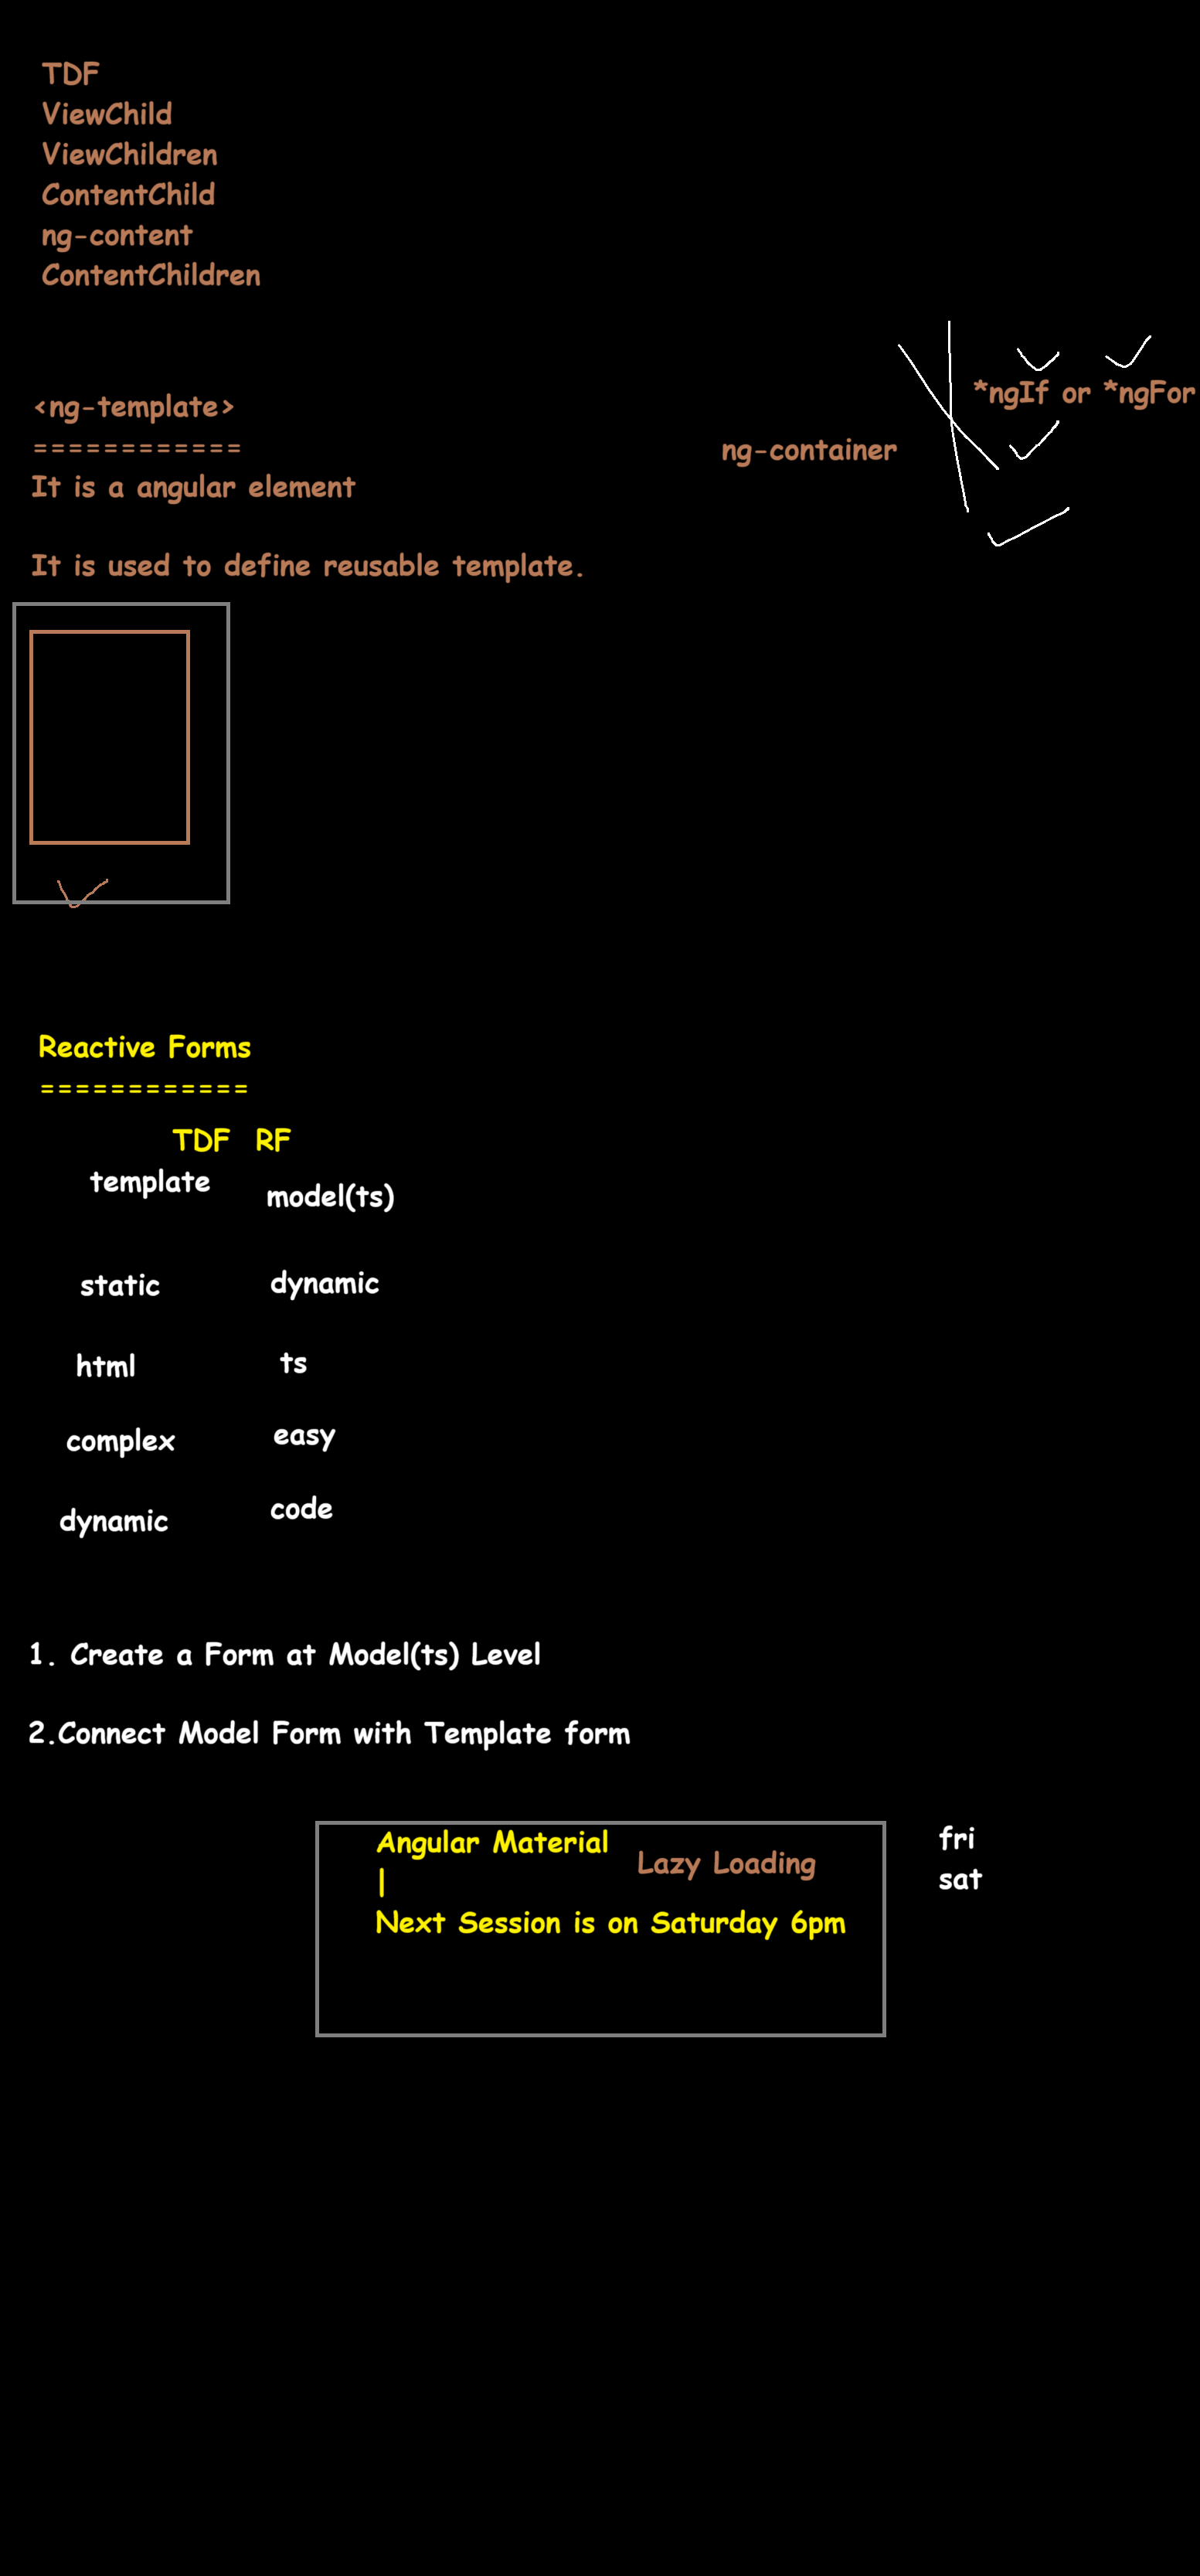 TDF
ViewChild
ViewChildren
ContentChild
ng-content
ContentChildren
*ngIf or *ngFor
<ng-template>
============
ng-container
It is a angular element
It is used to define reusable template.
Reactive Forms
============
TDF RF
template model(ts)
static dynamic
html ts
complex easy
dynamic code
1. Create a Form at Model(ts) Level
2.Connect Model Form with Template form
Angular Material
Lazy Loading
|
Next Session is on Saturday 6pm
fri
sat